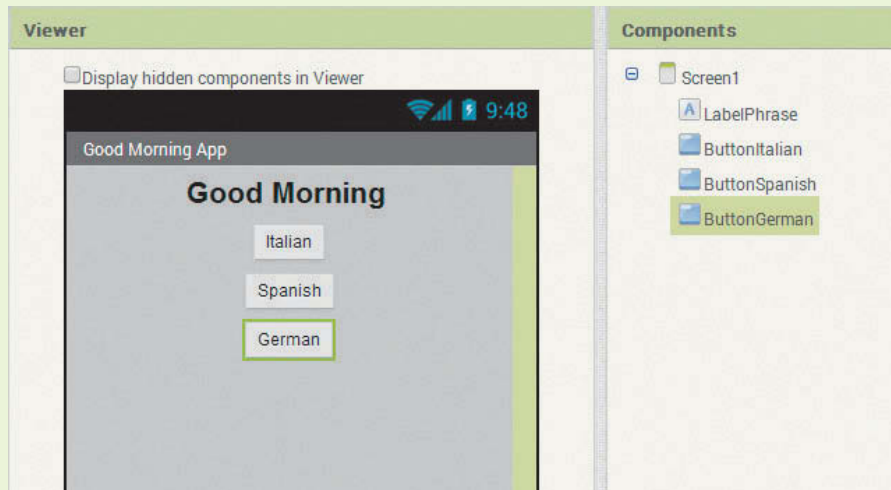 Viewer
Display hidden components in Viewer
9:48
Good Morning App
Good Morning
Italian
Spanish
German
Components
Screen1
A LabelPhrase
ButtonItalian
ButtonSpanish
ButtonGerman